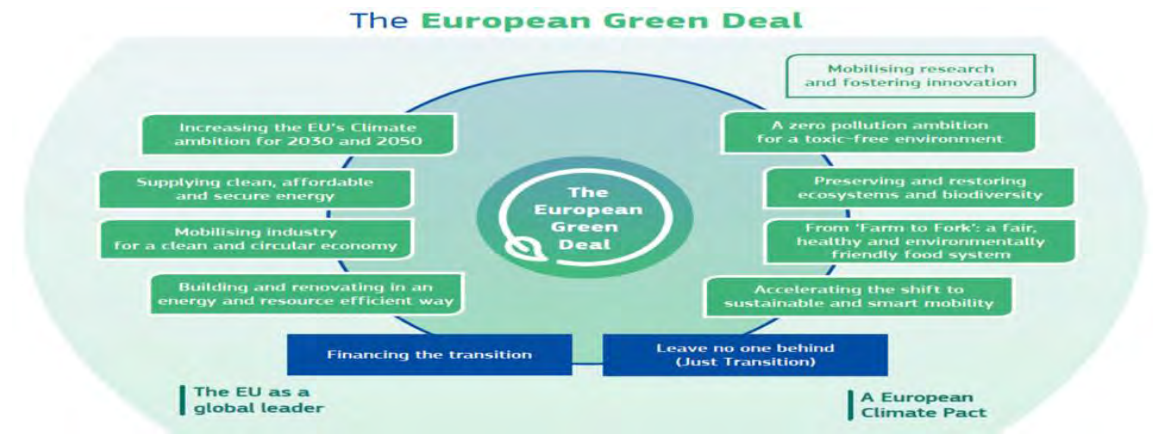 The European Green Deal
Mobilising research
and fostering innovation
Increasing the EU's Climate
ambition for 2030 and 2050
Supplying clean, affordable
and secure energy
Mobilising industry
for a clean and circular economy
Building and renovating in an
energy and resource efficient way
The
European
Green
Deal
A zero pollution ambition
for a toxic-free environment
Preserving and restoring
ecosystems and biodiversity
From 'Farm to Fork': a fair,
healthy and environmentally
friendly food system
Accelerating the shift to
sustainable and smart mobility
Financing the transition
Leave no one behind
(Just Transition)
The EU as a
global leader
A European
Climate Pact